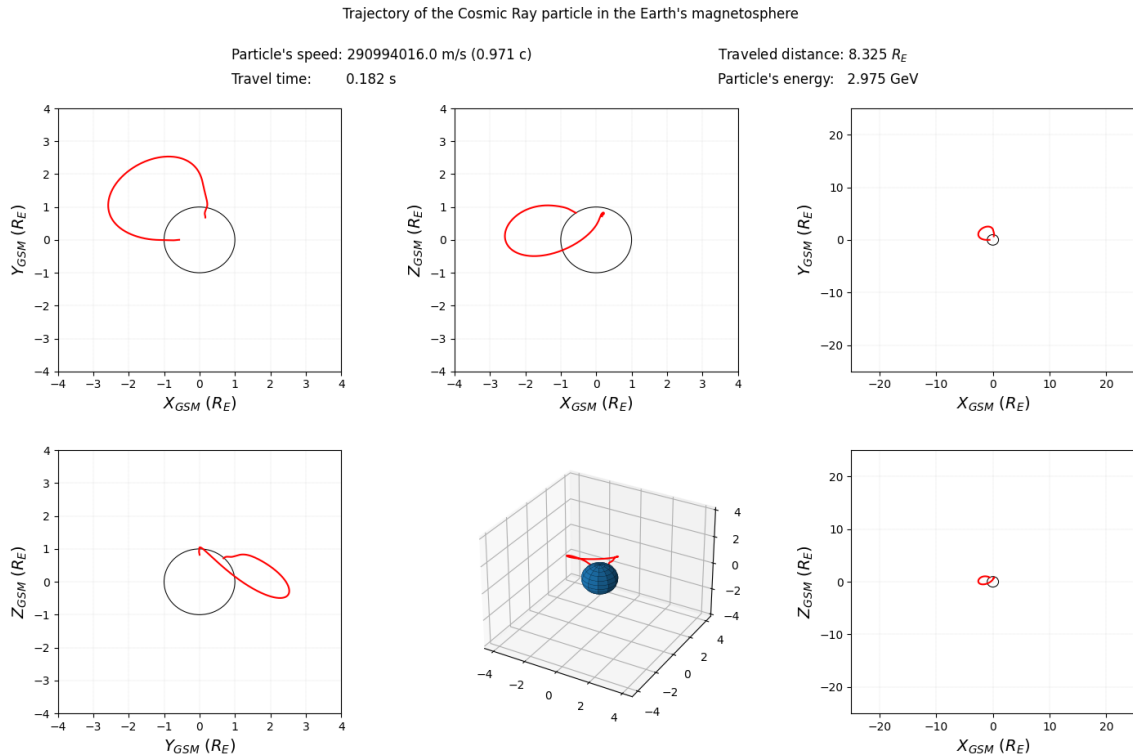 Trajectory of the Cosmic Ray particle in the Earth's magnetosphere
Particle's speed: 290994016.0 m/s (0.971 c)
Traveled distance: 8.325 R_E
Travel time: 0.182 s
Particle's energy: 2.975 GeV
4
3
2
1
0
−1
−2
−3
−4
Y_GSM (R_E)
−4 −3 −2 −1 0 1 2 3 4
X_GSM (R_E)
4
3
2
1
0
−1
−2
−3
−4
Z_GSM (R_E)
−4 −3 −2 −1 0 1 2 3 4
X_GSM (R_E)
20
10
0
−10
−20
Y_GSM (R_E)
−20 −10 0 10 20
X_GSM (R_E)
4
3
2
1
0
−1
−2
−3
−4
Z_GSM (R_E)
−4 −3 −2 −1 0 1 2 3 4
Y_GSM (R_E)
4
2
0
−2
−4
−4 −2 0 2 4
−4 −2 0 2 4
20
10
0
−10
−20
Z_GSM (R_E)
−20 −10 0 10 20
X_GSM (R_E)